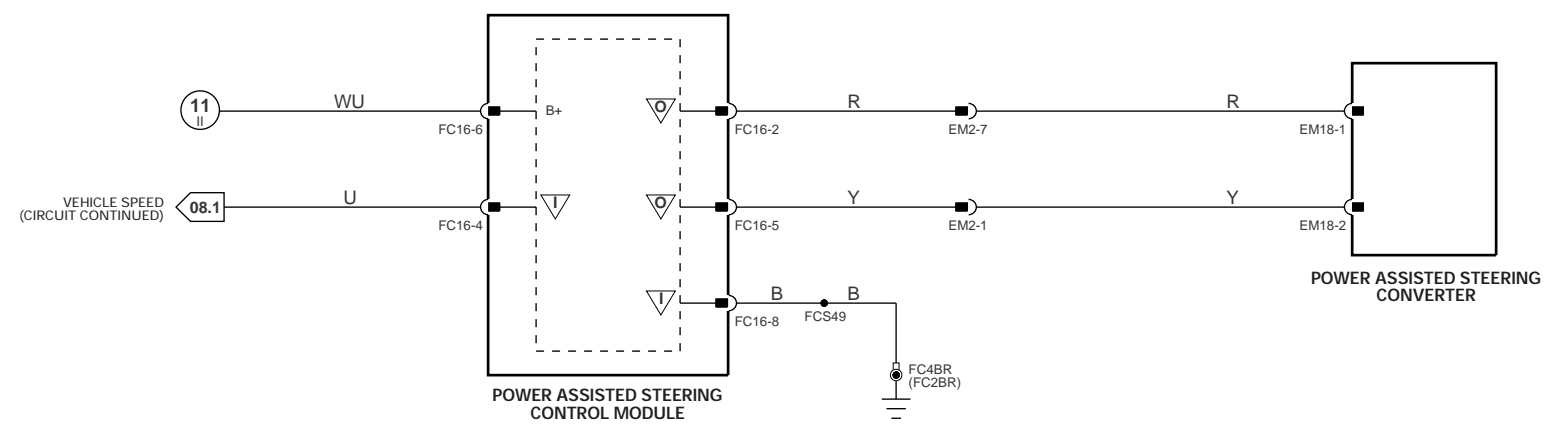 11
II
WU
FC16-6
B+
O
FC16-2
R
EM2-7
R
EM18-1
VEHICLE SPEED
(CIRCUIT CONTINUED)
08.1
U
FC16-4
I
O
FC16-5
Y
EM2-1
Y
EM18-2
I
FC16-8
B
FCS49
B
FC4BR
(FC2BR)
POWER ASSISTED STEERING
CONTROL MODULE
POWER ASSISTED STEERING
CONVERTER